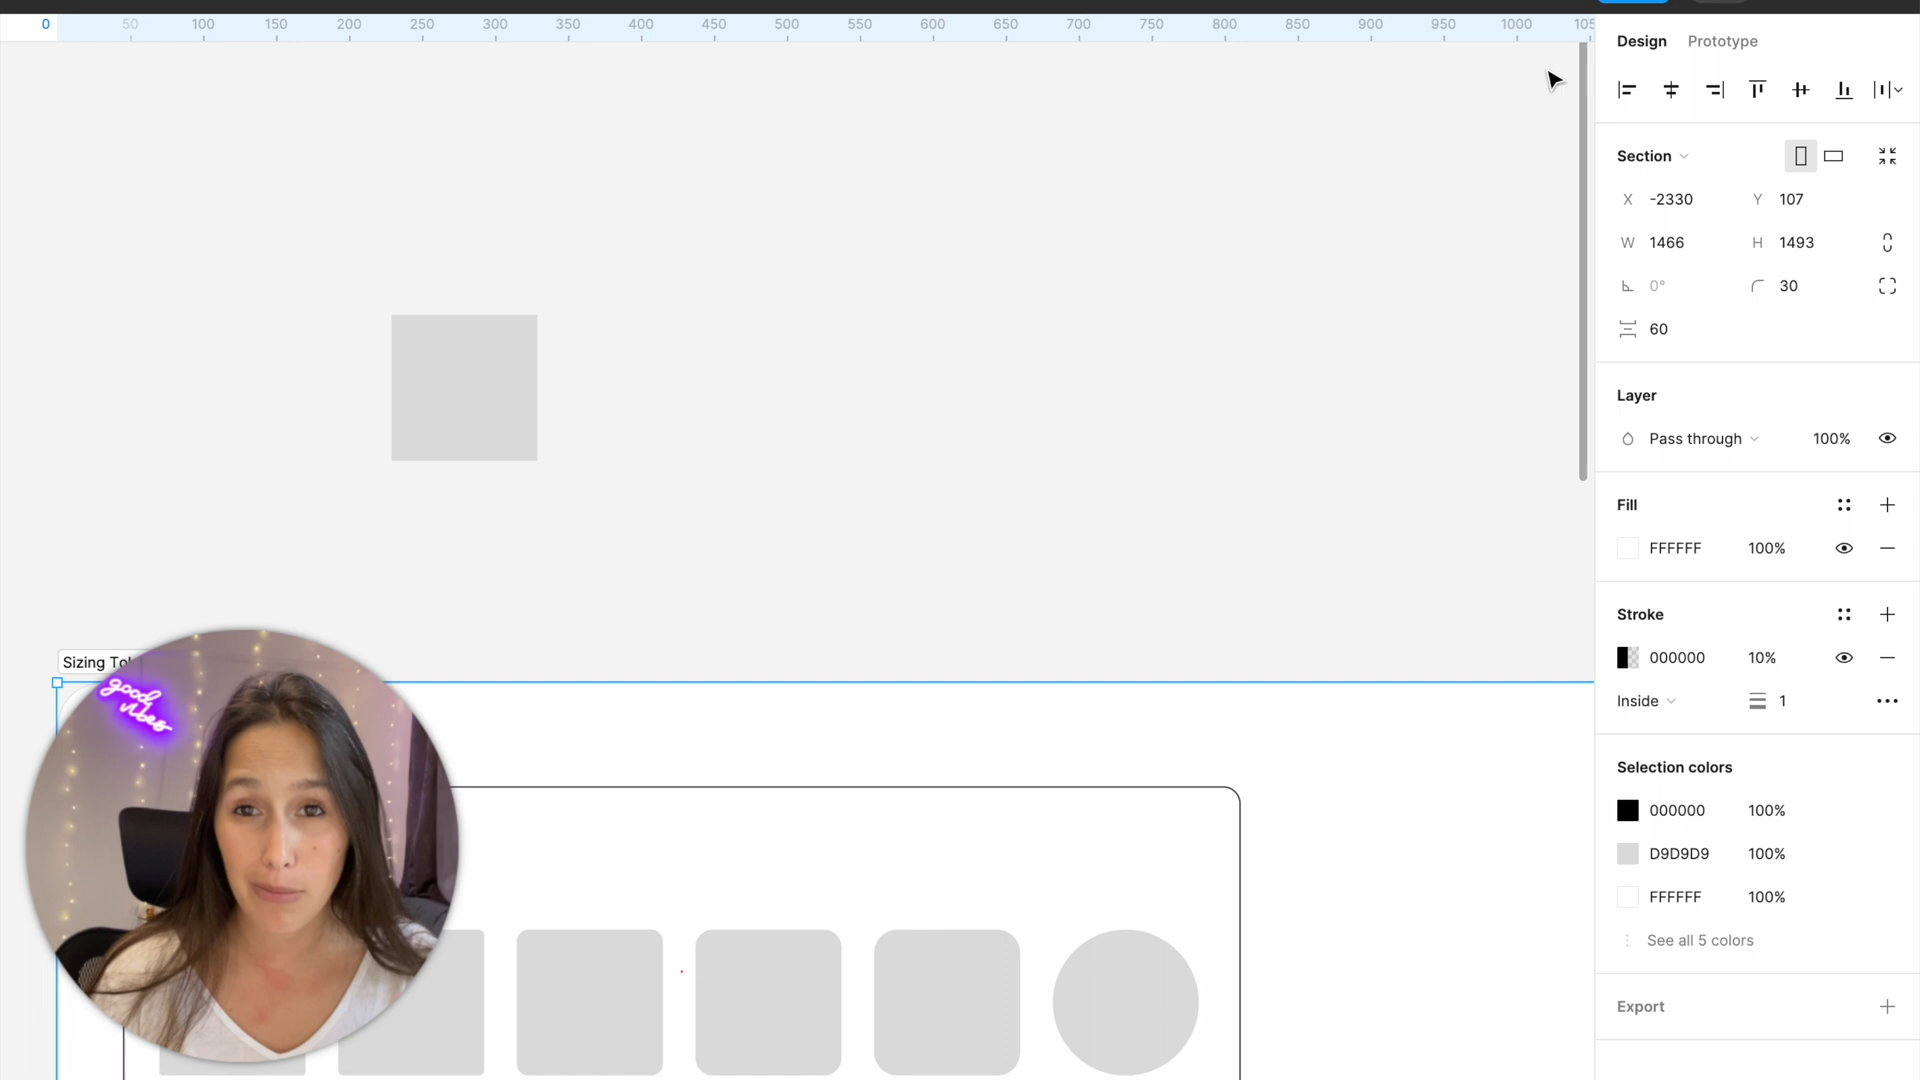 0 50 100 150 200 250 300 350 400 450 500 550 600 650 700 750 800 850 900 950 1000 105
Design Prototype
Section
X -2330 Y 107
W 1466 H 1493
0° 30
60
Layer
Pass through 100%
Fill
FFFFFF 100%
Stroke
000000 10%
Inside 1
Selection colors
000000 100%
D9D9D9 100%
FFFFFF 100%
See all 5 colors
Export
Sizing To
good
vibes